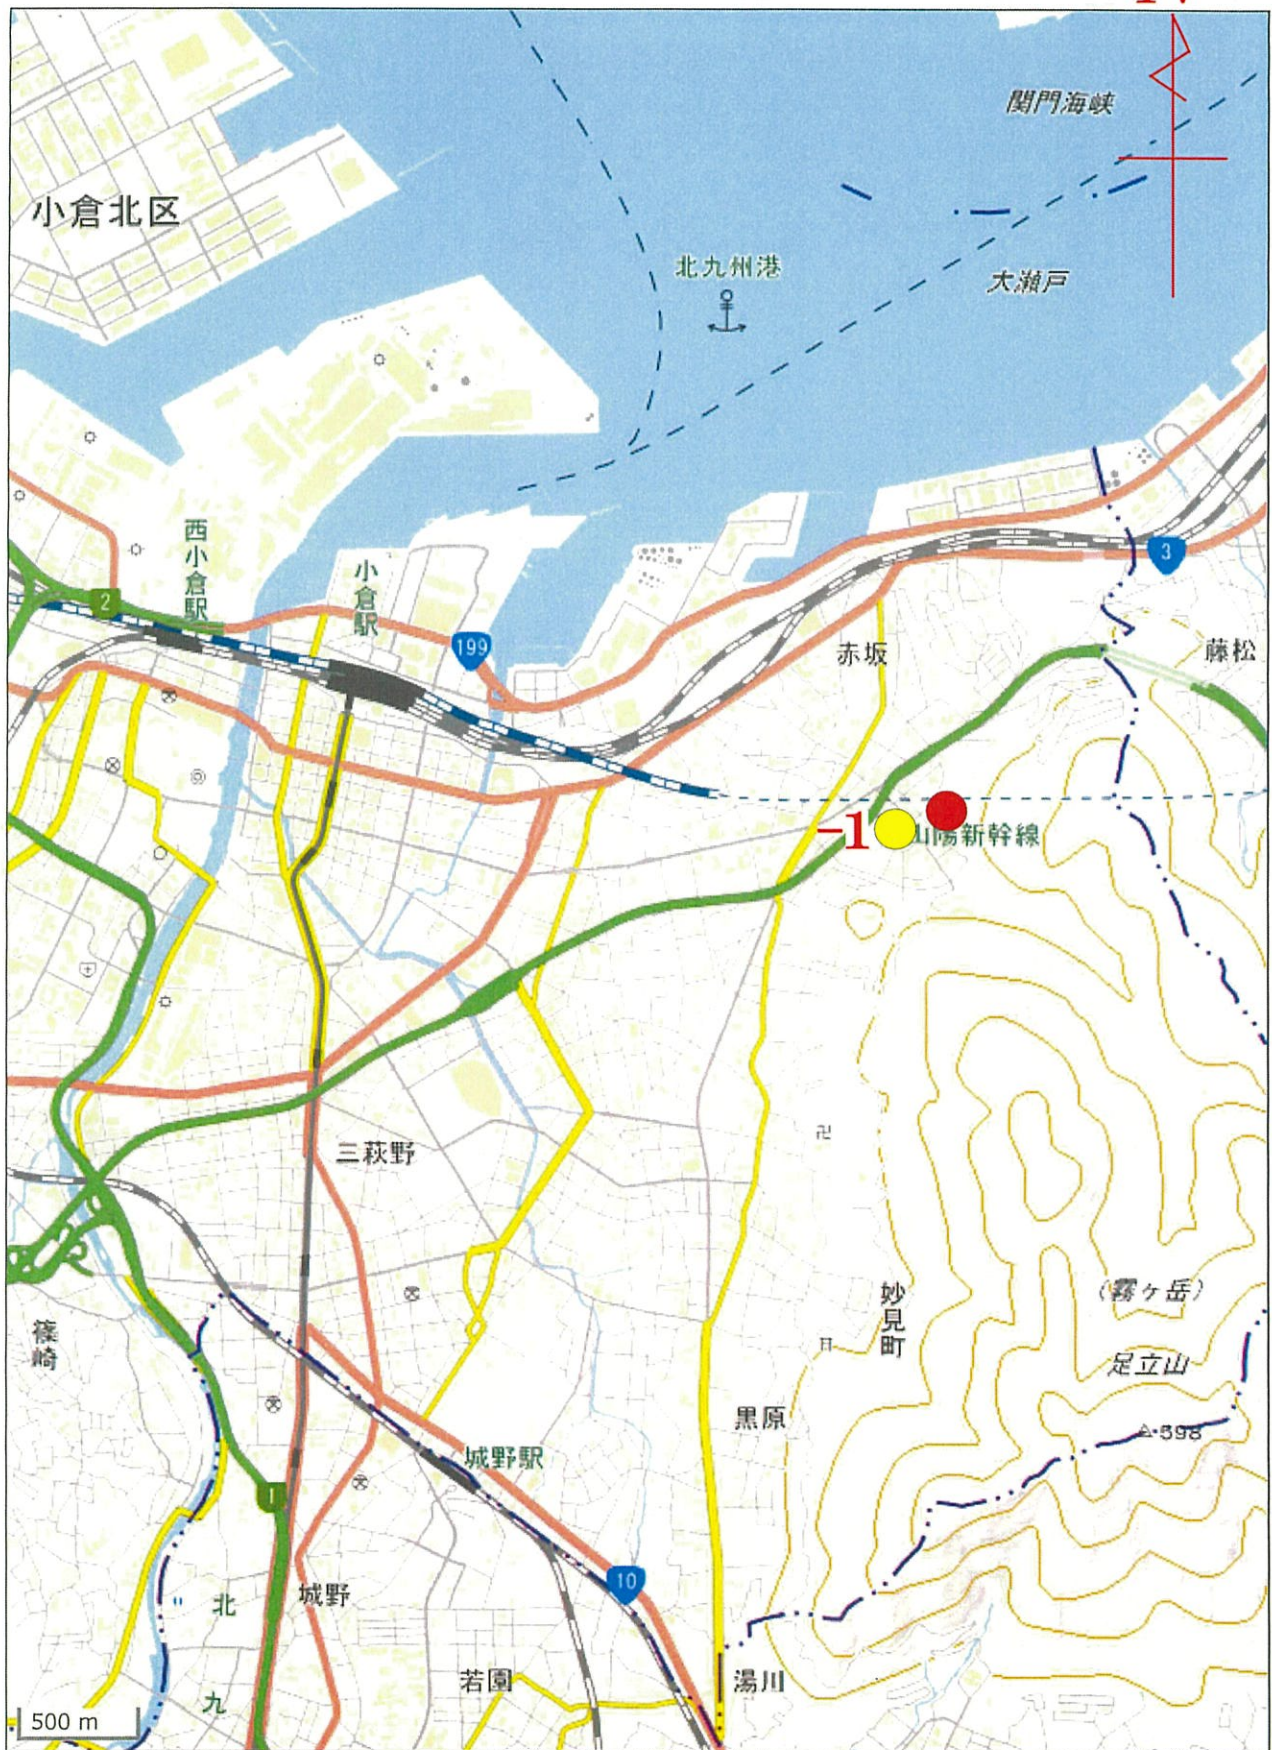 関門海峡
小倉北区
北九州港
大瀬戸
西小倉駅
小倉駅
3
2
199
赤坂
藤松
-1
山陽新幹線
三萩野
(霧ヶ岳)
妙見町
篠崎
足立山
黒原
598
城野駅
1
10
城野
北
若園
湯川
九
500 m